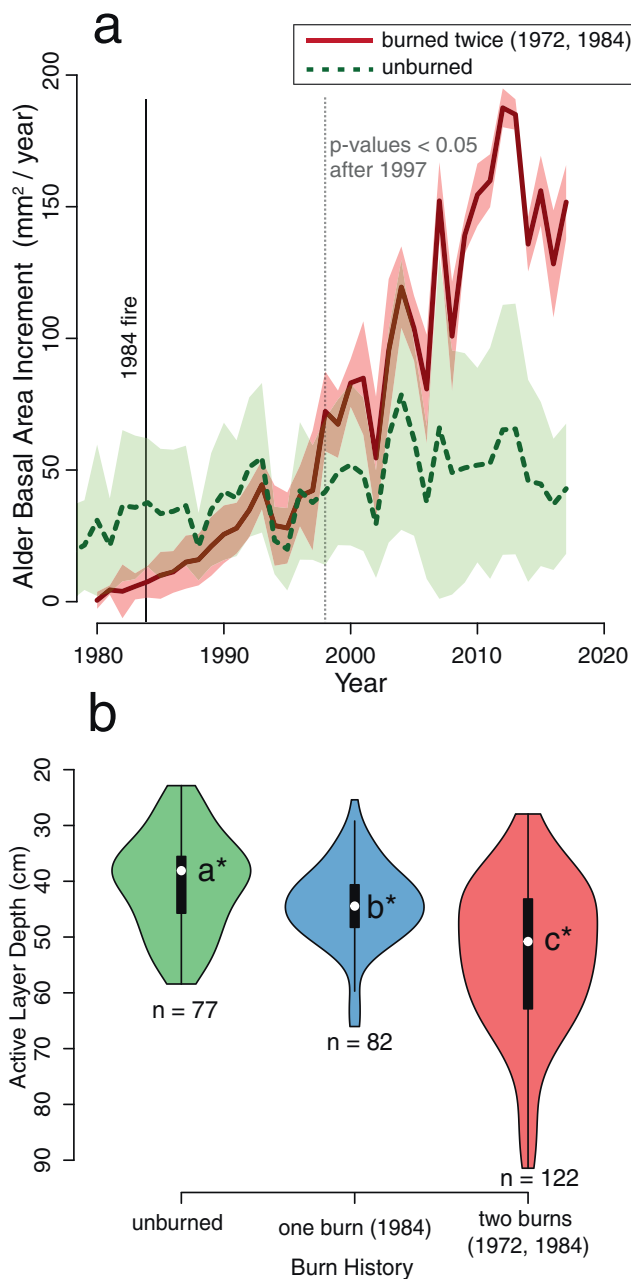 a
burned twice (1972, 1984)
unburned
200
150
100
50
0
Alder Basal Area Increment (mm² / year)
1984 fire
p-values < 0.05
after 1997
1980
1990
2000
2010
2020
Year
b
20
30
40
50
60
70
80
90
Active Layer Depth (cm)
a*
b*
c*
n = 77
n = 82
n = 122
unburned
one burn (1984)
two burns
(1972, 1984)
Burn History